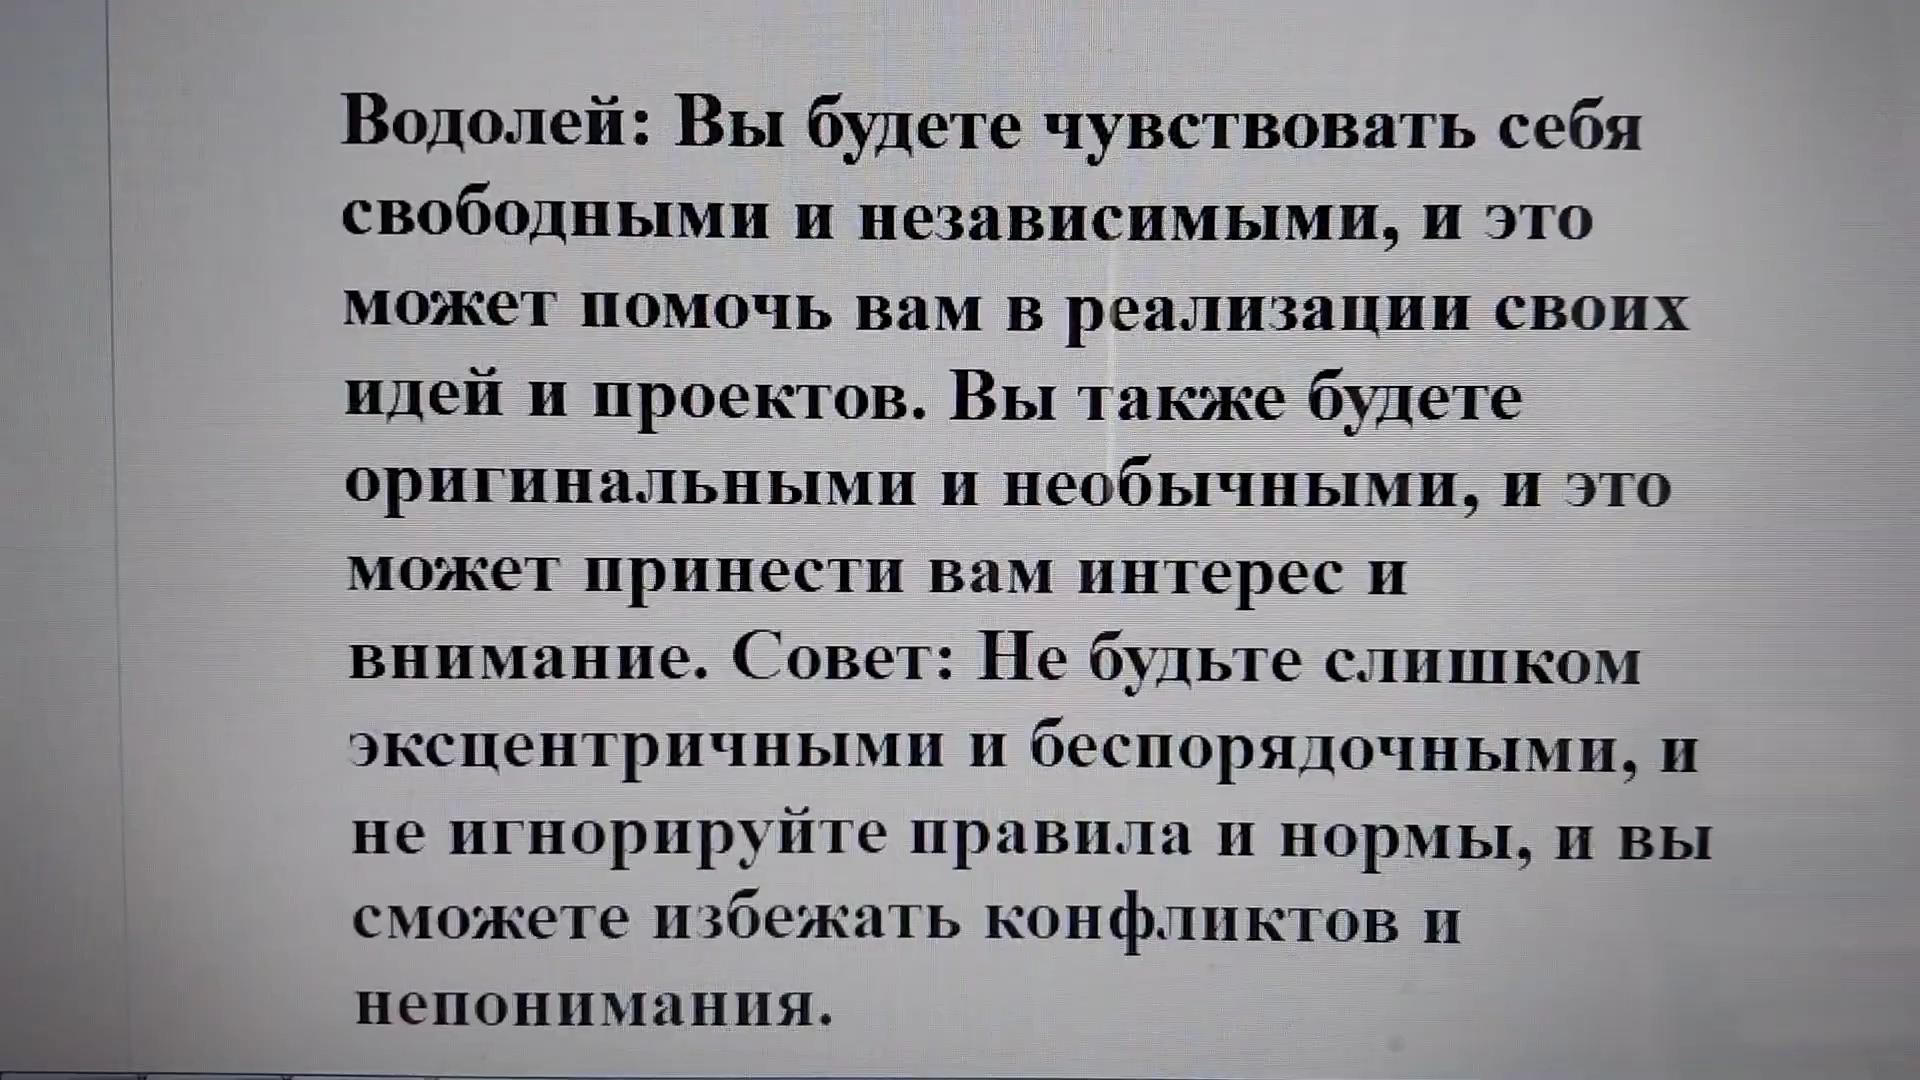 Водолей: Вы будете чувствовать себя
свободными и независимыми, и это
может помочь вам в реализации своих
идей и проектов. Вы также будете
оригинальными и необычными, и это
может принести вам интерес и
внимание. Совет: Не будьте слишком
эксцентричными и беспорядочными, и
не игнорируйте правила и нормы, и вы
сможете избежать конфликтов и
непонимания.